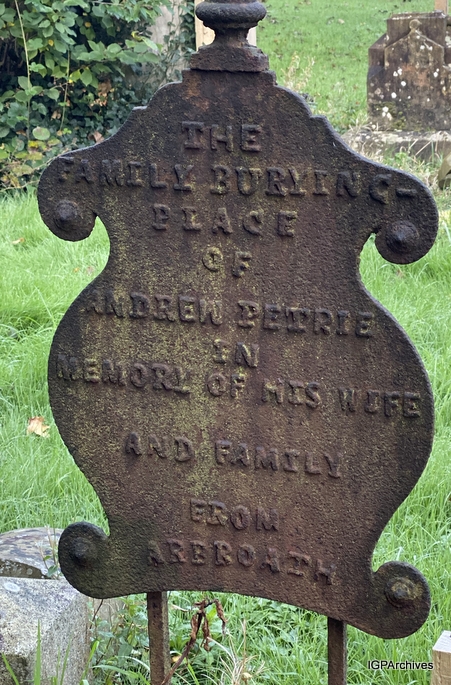 THE
FAMILY BURYING-
PLACE
OF
ANDREW PETRIE
IN
MEMORY OF HIS WIFE
AND FAMILY
FROM
ARBROATH
IGPArchives